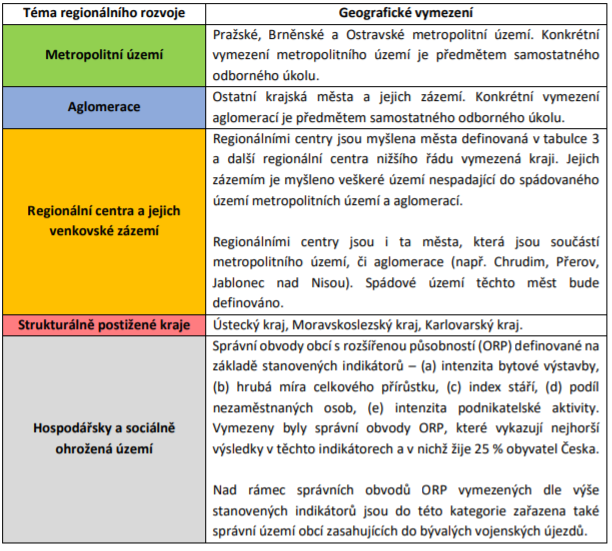 Téma regionálního rozvoje
Geografické vymezení
Metropolitní území
Pražské, Brněnské a Ostravské metropolitní území. Konkrétní
vymezení metropolitního území je předmětem samostatného
odborného úkolu.
Aglomerace
Ostatní krajská města a jejich zázemí. Konkrétní vymezení
aglomerací je předmětem samostatného odborného úkolu.
Regionální centra a jejich
venkovské zázemí
Regionálními centry jsou myšlena města definovaná v tabulce 3
a další regionální centra nižšího řádu vymezená kraji. Jejich
zázemím je myšleno veškeré území nespadající do spádovaného
území metropolitních území a aglomerací.
Regionálními centry jsou i ta města, která jsou součástí
metropolitního území, či aglomerace (např. Chrudim, Přerov,
Jablonec nad Nisou). Spádové území těchto měst bude
definováno.
Strukturálně postižené kraje
Ústecký kraj, Moravskoslezský kraj, Karlovarský kraj.
Hospodářsky a sociálně
ohrožená území
Správní obvody obcí s rozšířenou působností (ORP) definované na
základě stanovených indikátorů – (a) intenzita bytové výstavby,
(b) hrubá míra celkového přírůstku, (c) index stáří, (d) podíl
nezaměstnaných osob, (e) intenzita podnikatelské aktivity.
Vymezeny byly správní obvody ORP, které vykazují nejhorší
výsledky v těchto indikátorech a v nichž žije 25 % obyvatel Česka.
Nad rámec správních obvodů ORP vymezených dle výše
stanovených indikátorů jsou do této kategorie zařazena také
správní území obcí zasahujících do bývalých vojenských újezdů.